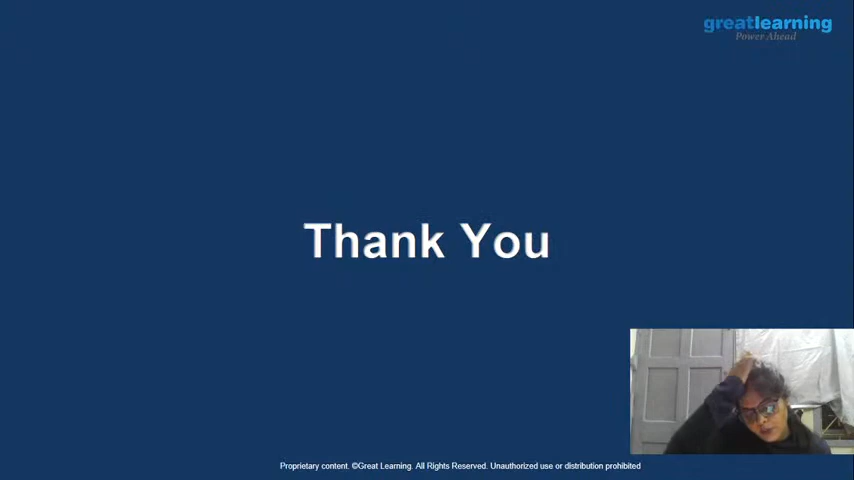 greatlearning
Power Ahead
Thank You
Proprietary content. ©Great Learning. All Rights Reserved. Unauthorized use or distribution prohibited